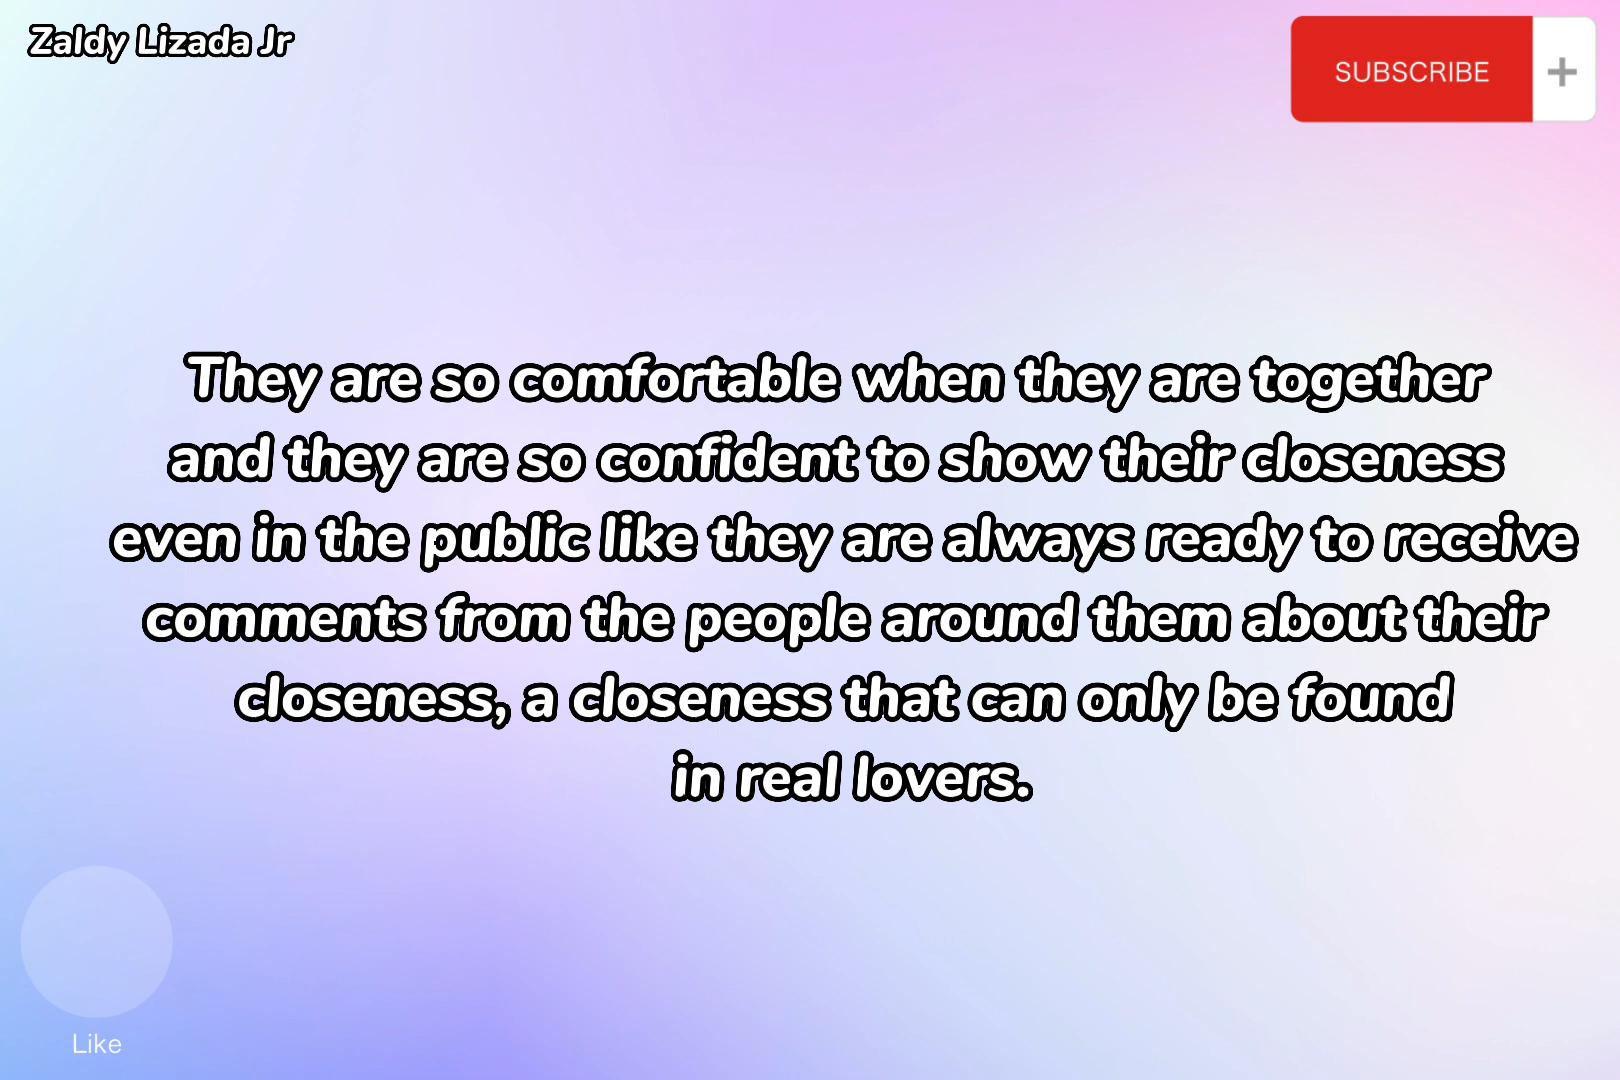 Zaldy Lizada Jr
SUBSCRIBE +
They are so comfortable when they are together
and they are so confident to show their closeness
even in the public like they are always ready to receive
comments from the people around them about their
closeness, a closeness that can only be found
in real lovers.
Like